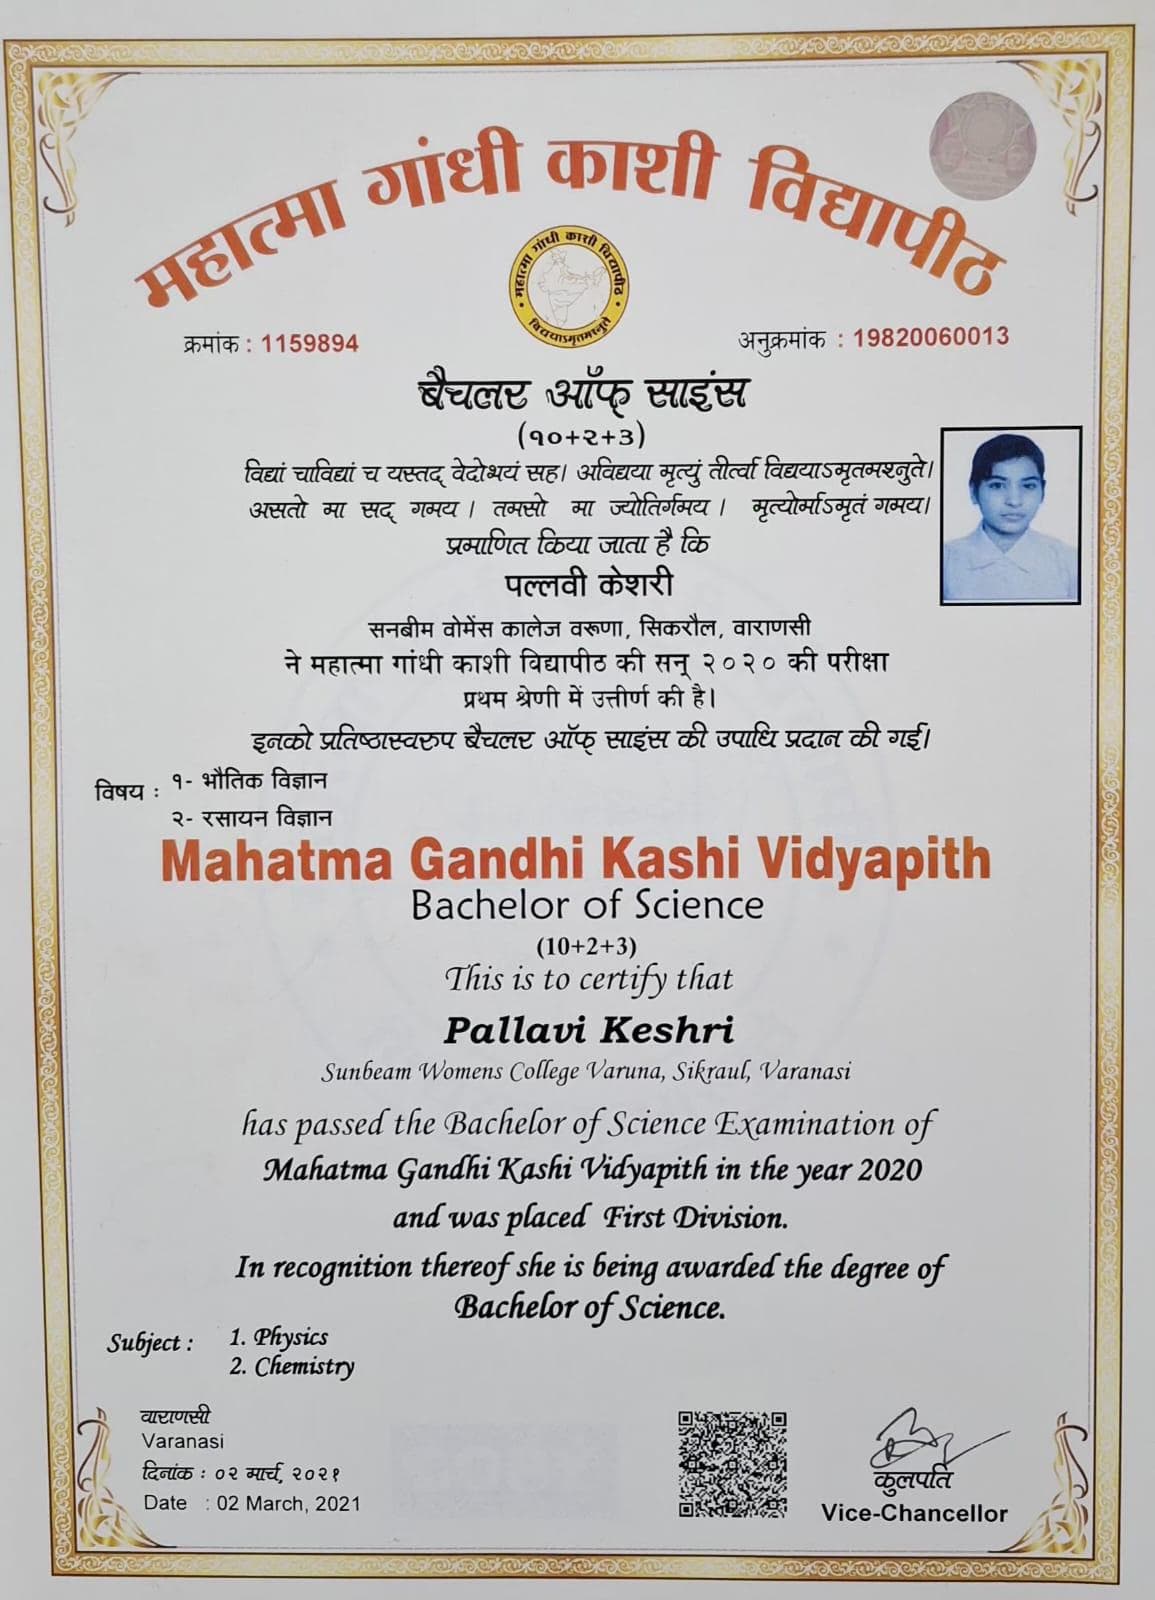 महात्मा गांधी काशी विद्यापीठ
महात्मा गांधी काशी विद्यापीठ
विद्ययाऽमृतमश्नुते
क्रमांक : 1159894
अनुक्रमांक : 19820060013
बैचलर ऑफ् साइंस
(१०+२+३)
विद्यां चाविद्यां च यस्तद् वेदोभयं सह। अविद्यया मृत्युं तीर्त्वा विद्ययाऽमृतमश्नुते।
असतो मा सद् गमय। तमसो मा ज्योतिर्गमय। मृत्योर्माऽमृतं गमय।
प्रमाणित किया जाता है कि
पल्लवी केशरी
सनबीम वोमेंस कालेज वरूणा, सिकरौल, वाराणसी
ने महात्मा गांधी काशी विद्यापीठ की सन् २०२० की परीक्षा
प्रथम श्रेणी में उत्तीर्ण की है।
इनको प्रतिष्ठास्वरुप बैचलर ऑफ् साइंस की उपाधि प्रदान की गई।
विषय : १- भौतिक विज्ञान
२- रसायन विज्ञान
Mahatma Gandhi Kashi Vidyapith
Bachelor of Science
(10+2+3)
This is to certify that
Pallavi Keshri
Sunbeam Womens College Varuna, Sikraul, Varanasi
has passed the Bachelor of Science Examination of
Mahatma Gandhi Kashi Vidyapith in the year 2020
and was placed First Division.
In recognition thereof she is being awarded the degree of
Bachelor of Science.
Subject : 1. Physics
2. Chemistry
वाराणसी
Varanasi
दिनांक : ०२ मार्च, २०२१
Date : 02 March, 2021
कुलपति
Vice-Chancellor